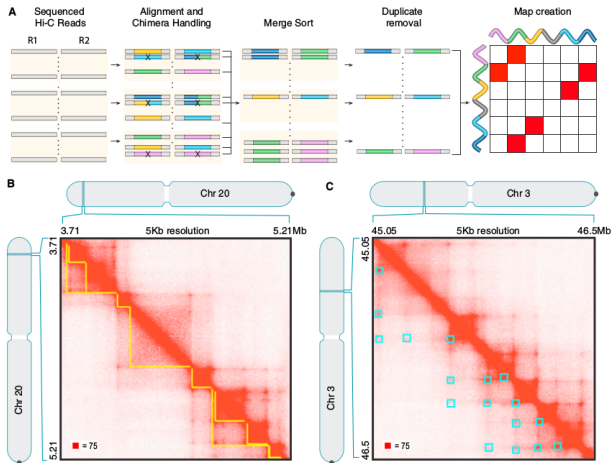 A
Sequenced
Hi-C Reads
Alignment and
Chimera Handling
Merge Sort
Duplicate
removal
Map creation
R1
R2
X X
X X
X X
B
Chr 20
3.71
5Kb resolution
5.21Mb
3.71
Chr 20
5.21
= 75
C
Chr 3
45.05
5Kb resolution
46.5Mb
45.05
Chr 3
46.5
= 75